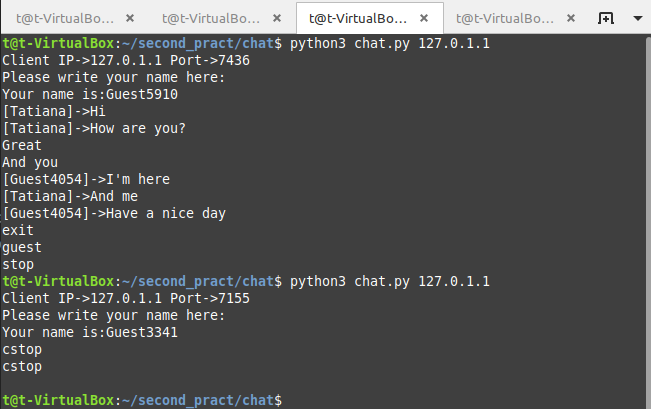 t@t-VirtualBo... × t@t-VirtualBo... × t@t-VirtualBo... × t@t-VirtualBo... ×
t@t-VirtualBox:~/second_pract/chat$ python3 chat.py 127.0.1.1
Client IP->127.0.1.1 Port->7436
Please write your name here:
Your name is:Guest5910
[Tatiana]->Hi
[Tatiana]->How are you?
Great
And you
[Guest4054]->I'm here
[Tatiana]->And me
[Guest4054]->Have a nice day
exit
guest
stop
t@t-VirtualBox:~/second_pract/chat$ python3 chat.py 127.0.1.1
Client IP->127.0.1.1 Port->7155
Please write your name here:
Your name is:Guest3341
cstop
cstop
t@t-VirtualBox:~/second_pract/chat$